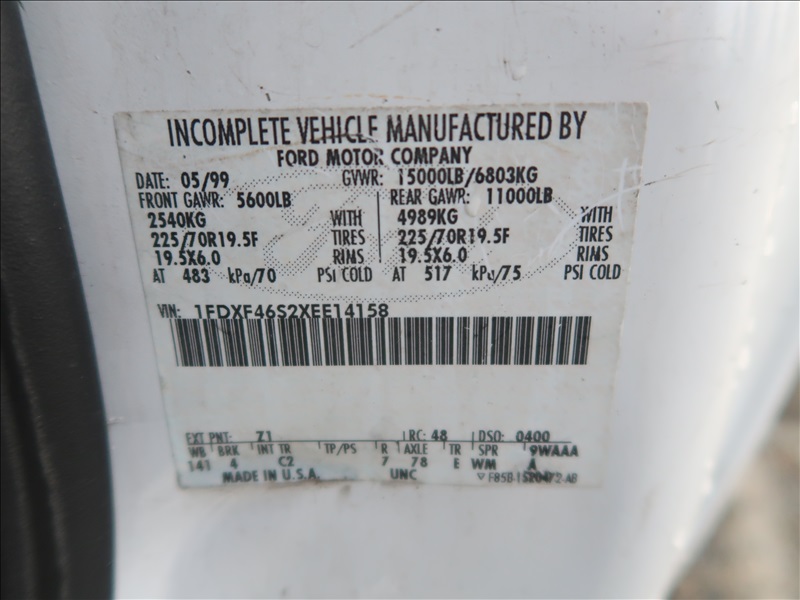 INCOMPLETE VEHICLE MANUFACTURED BY
FORD MOTOR COMPANY
DATE: 05/99 GVWR: 15000LB/6803KG
FRONT GAWR: 5600LB REAR GAWR: 11000LB
2540KG WITH 4989KG WITH
225/70R19.5F TIRES 225/70R19.5F TIRES
19.5X6.0 RIMS 19.5X6.0 RIMS
AT 483 kPa/70 PSI COLD AT 517 kPa/75 PSI COLD
VIN: 1FDXF46S2XEE14158
EXT PNT: Z1 RC: 48 DSO: 0400
WB BRK INT TR TP/PS R AXLE TR SPR 9WAAA
141 4 C2 7 78 E WM A
MADE IN U.S.A. UNC F85B-1520472-AB